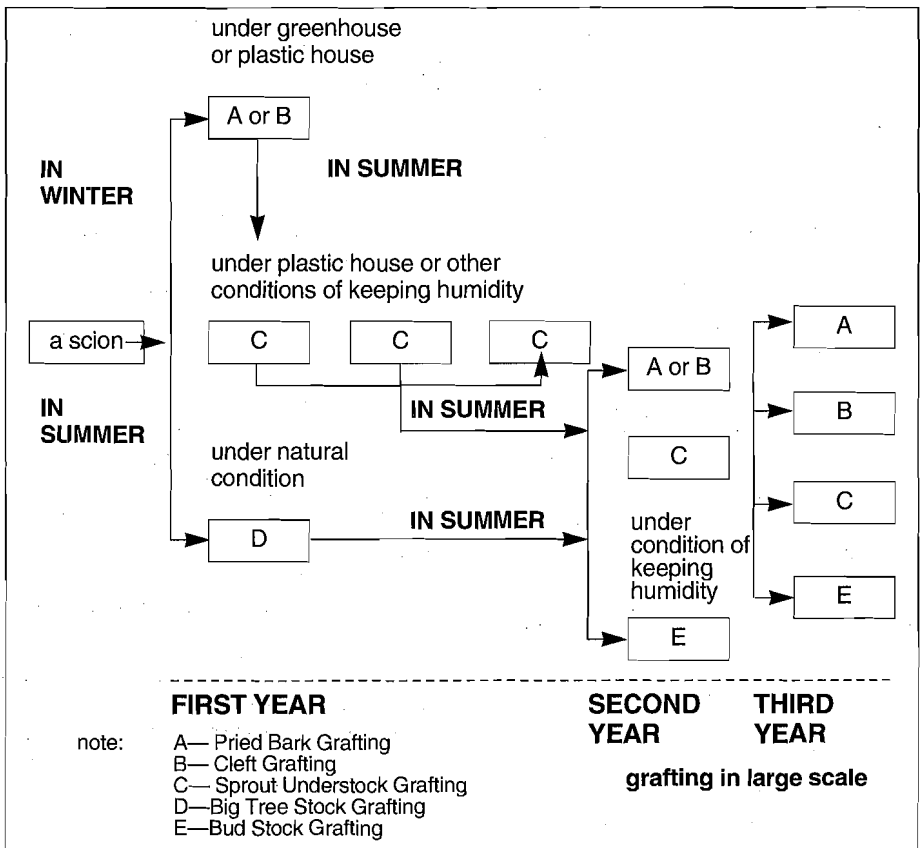 under greenhouse
or plastic house
A or B
IN
WINTER
IN SUMMER
under plastic house or other
conditions of keeping humidity
a scion
C
C
C
A
A or B
IN
SUMMER
IN SUMMER
B
under natural
condition
C
C
D
IN SUMMER
under
condition of
keeping
humidity
E
E
FIRST YEAR
SECOND
YEAR
THIRD
YEAR
note:
A— Pried Bark Grafting
B— Cleft Grafting
C— Sprout Understock Grafting
D—Big Tree Stock Grafting
E—Bud Stock Grafting
grafting in large scale